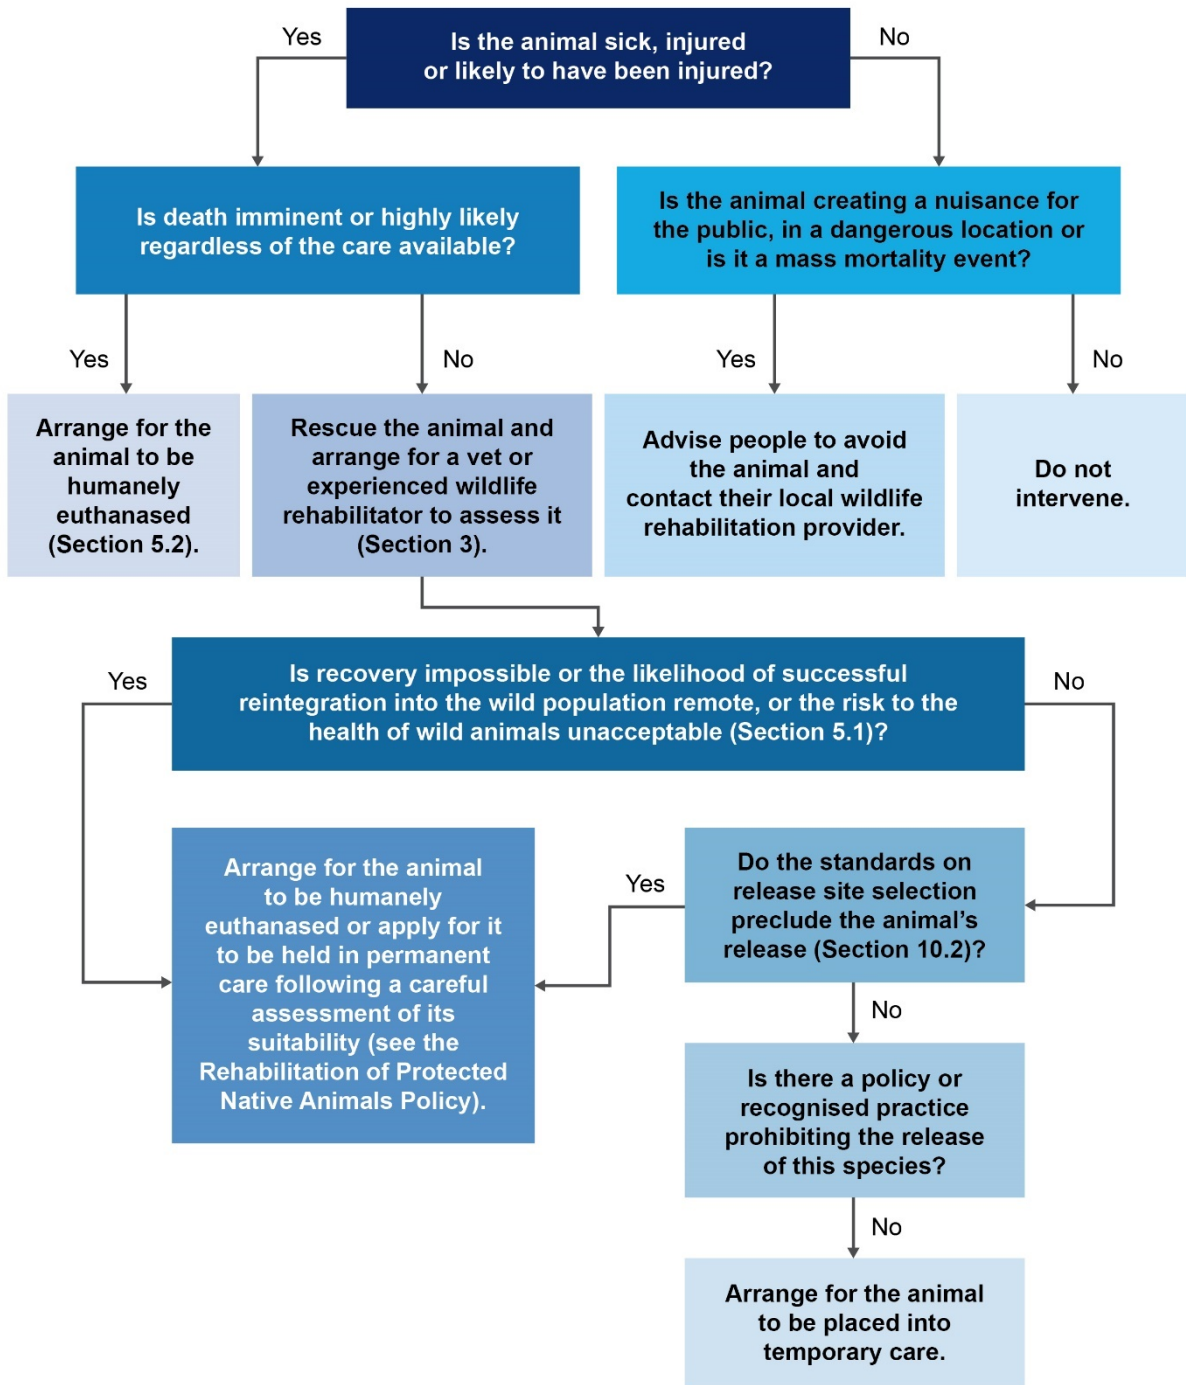 Yes
Is the animal sick, injured
or likely to have been injured?
No
Is death imminent or highly likely
regardless of the care available?
Is the animal creating a nuisance for
the public, in a dangerous location or
is it a mass mortality event?
Yes
No
Yes
No
Arrange for the
animal to be
humanely
euthanased
(Section 5.2).
Rescue the animal and
arrange for a vet or
experienced wildlife
rehabilitator to assess it
(Section 3).
Advise people to avoid
the animal and
contact their local wildlife
rehabilitation provider.
Do not
intervene.
Yes
Is recovery impossible or the likelihood of successful
reintegration into the wild population remote, or the risk to the
health of wild animals unacceptable (Section 5.1)?
No
Arrange for the animal
to be humanely
euthanased or apply for it
to be held in permanent
care following a careful
assessment of its
suitability (see the
Rehabilitation of Protected
Native Animals Policy).
Yes
Do the standards on
release site selection
preclude the animal's
release (Section 10.2)?
No
Is there a policy or
recognised practice
prohibiting the release
of this species?
No
Arrange for the animal
to be placed into
temporary care.